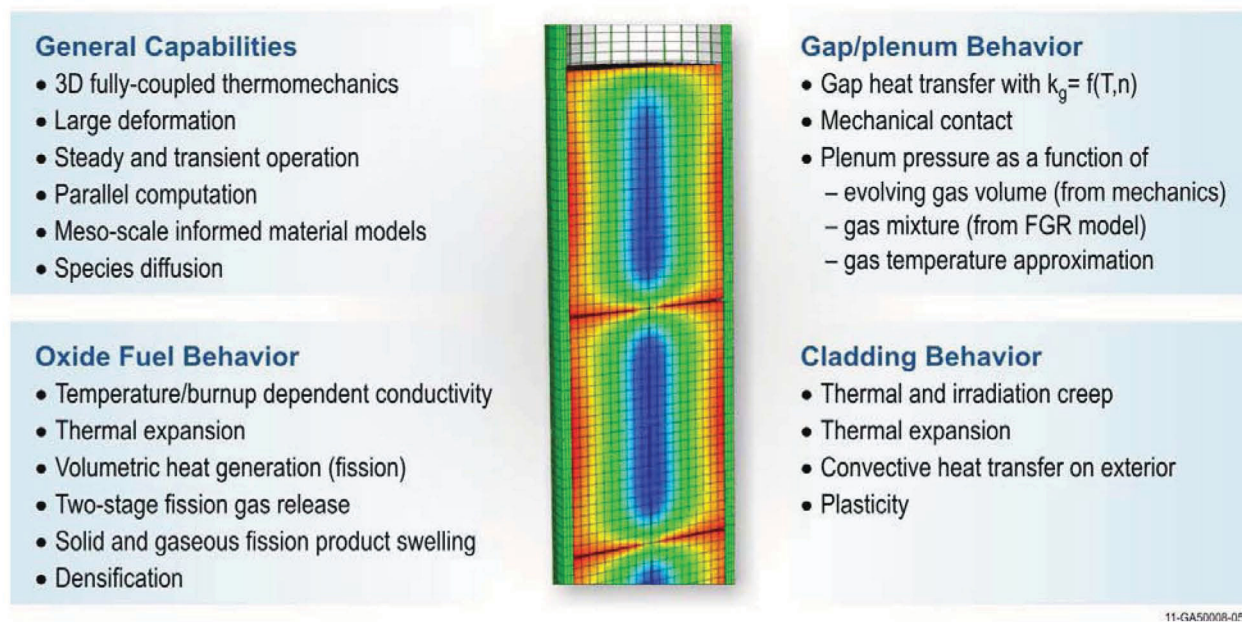 General Capabilities
• 3D fully-coupled thermomechanics
• Large deformation
• Steady and transient operation
• Parallel computation
• Meso-scale informed material models
• Species diffusion
Oxide Fuel Behavior
• Temperature/burnup dependent conductivity
• Thermal expansion
• Volumetric heat generation (fission)
• Two-stage fission gas release
• Solid and gaseous fission product swelling
• Densification
Gap/plenum Behavior
• Gap heat transfer with kg= f(T,n)
• Mechanical contact
• Plenum pressure as a function of
– evolving gas volume (from mechanics)
– gas mixture (from FGR model)
– gas temperature approximation
Cladding Behavior
• Thermal and irradiation creep
• Thermal expansion
• Convective heat transfer on exterior
• Plasticity
11-GA50008-05